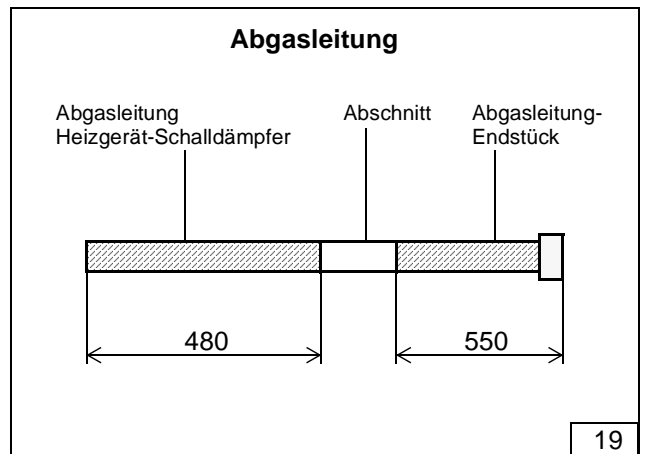 Abgasleitung
Abgasleitung
Heizgerät-Schalldämpfer
Abschnitt
Abgasleitung-
Endstück
480
550
19